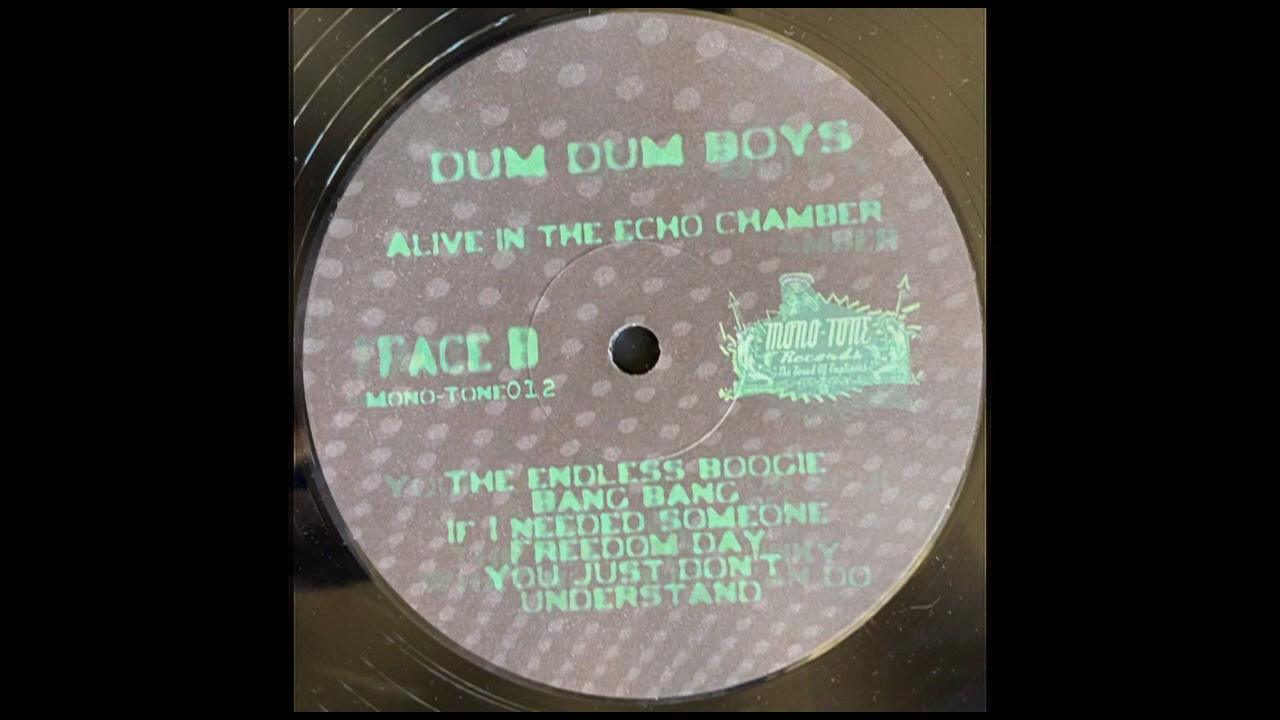 DUM DUM BOYS
ALIVE IN THE ECHO CHAMBER
FACE B
MONO-TONE012
MONO-TONE
Records
THE ENDLESS BOOGIE
BANG BANG
IF I NEEDED SOMEONE
FREEDOM DAY
YOU JUST DON'T
UNDERSTAND